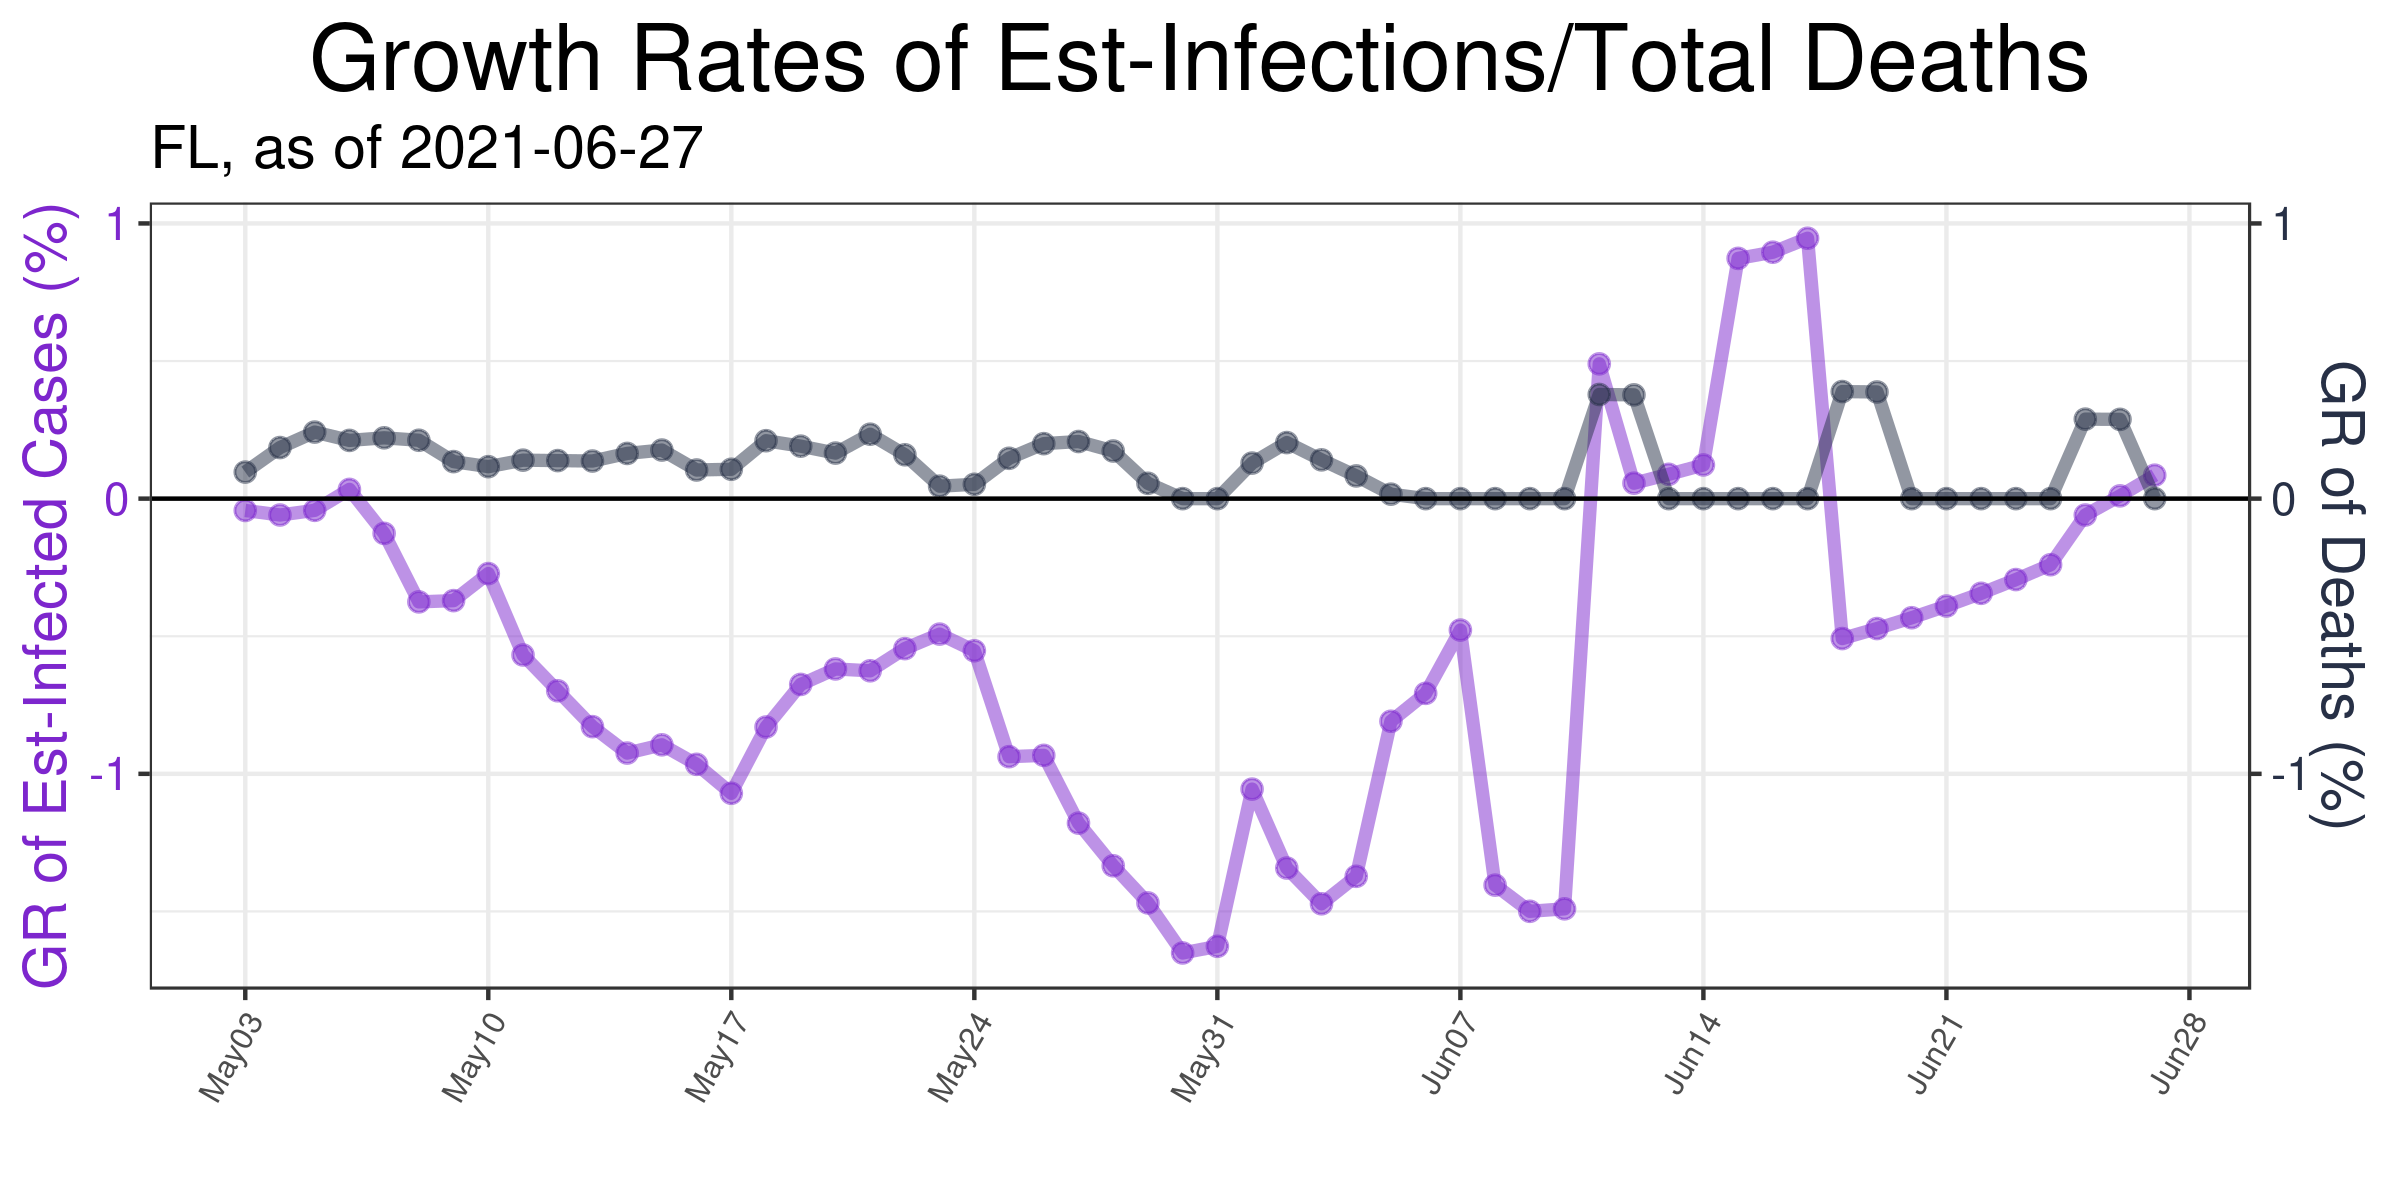 Growth Rates of Est-Infections/Total Deaths
FL, as of 2021-06-27
GR of Est-Infected Cases (%)
1
0
-1
1
0
-1
GR of Deaths (%)
May03
May10
May17
May24
May31
Jun07
Jun14
Jun21
Jun28